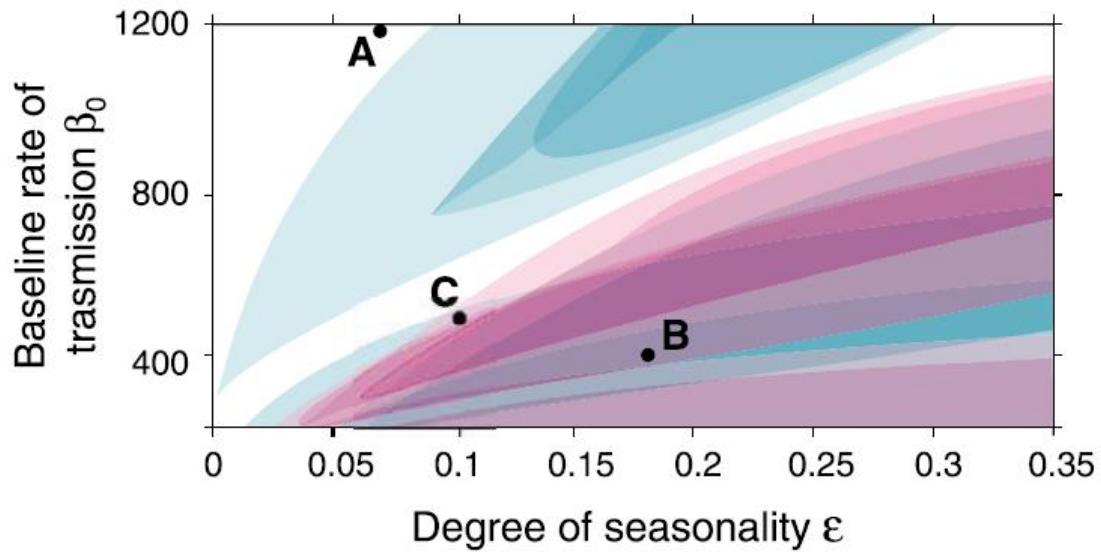 1200
800
400
Baseline rate of
trasmission β0
A
C
B
0 0.05 0.1 0.15 0.2 0.25 0.3 0.35
Degree of seasonality ε